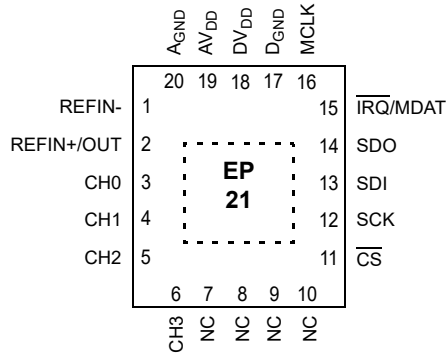 AGND AVDD DVDD DGND MCLK
20 19 18 17 16
REFIN- 1 15 IRQ/MDAT
REFIN+/OUT 2 14 SDO
EP
21
CH0 3 13 SDI
CH1 4 12 SCK
CH2 5 11 CS
6 7 8 9 10
CH3 NC NC NC NC